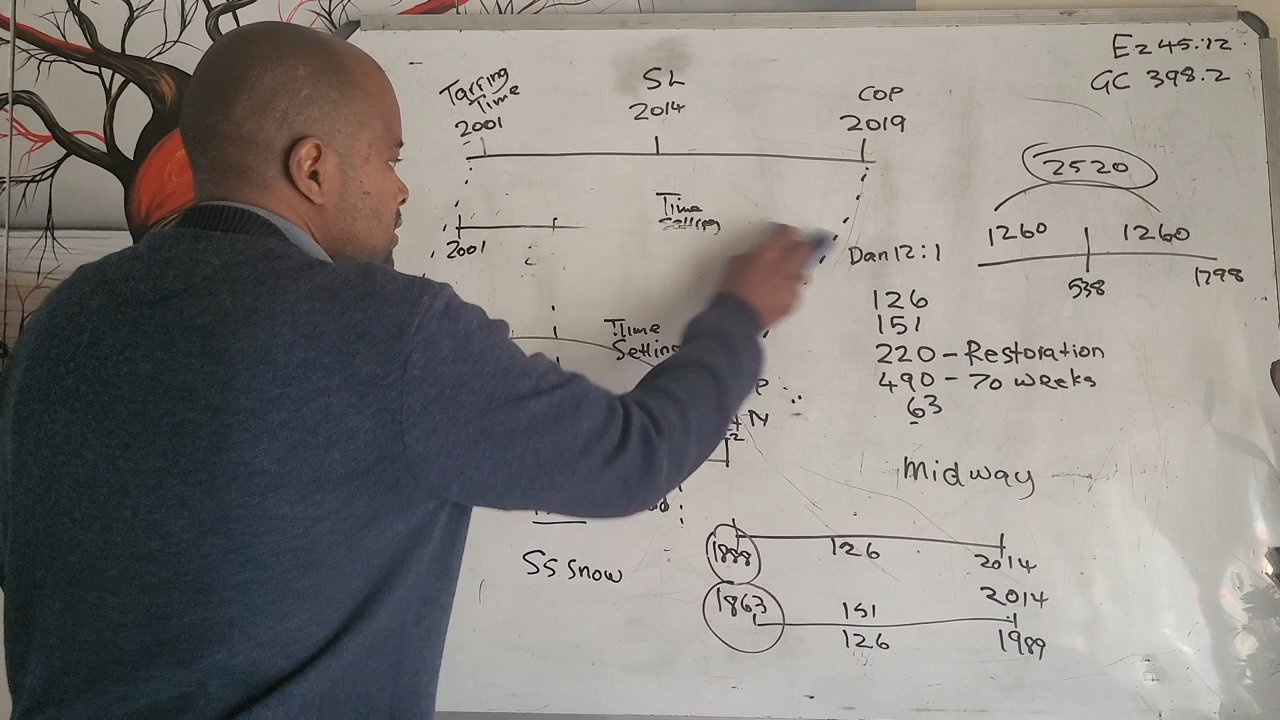 Ez 45:12
GC 398.2
Tarrying
Time
2001
SL
2014
COP
2019
2520
1260
1260
538
1798
Time
Setting
2001
Dan 12:1
126
151
220 - Restoration
490 - 70 weeks
63
Time
Setting
Midway
SS Snow
1888
126
2014
1863
151
2014
126
1989